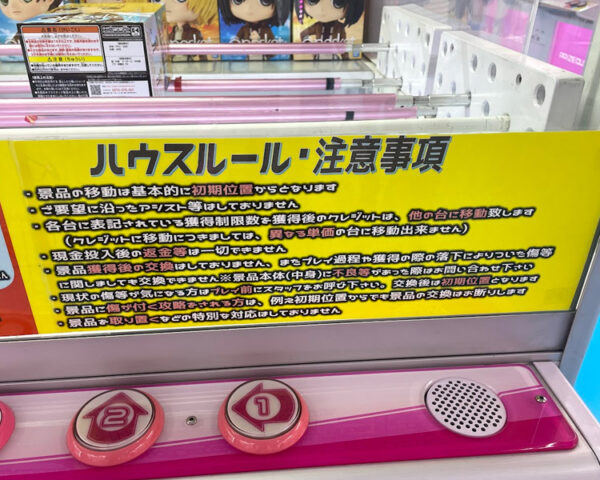 ハウスルール・注意事項
・景品の移動は基本的に初期位置からとなります
・ご要望に沿ったアシスト等はしておりません
・各台に表記されている獲得制限数を獲得後のクレジットは、他の台に移動致します
(クレジットに移動につきましては、異なる単価の台に移動出来ません)
・現金投入後の返金等は一切できません
・景品獲得後の交換はしておりません、またプレイ過程や獲得の際の落下によりついた傷等
に関しましても交換できません※景品本体(中身)に不良等があった際はお問い合わせ下さい
・現状の傷等が気になる方はプレイ前にスタッフをお呼び下さい。交換後は初期位置となります
・景品に傷が付く攻略をされる方は、例え初期位置からでも景品の交換はお断りします
・景品を取り置くなどの特別な対応はしておりません
2
1